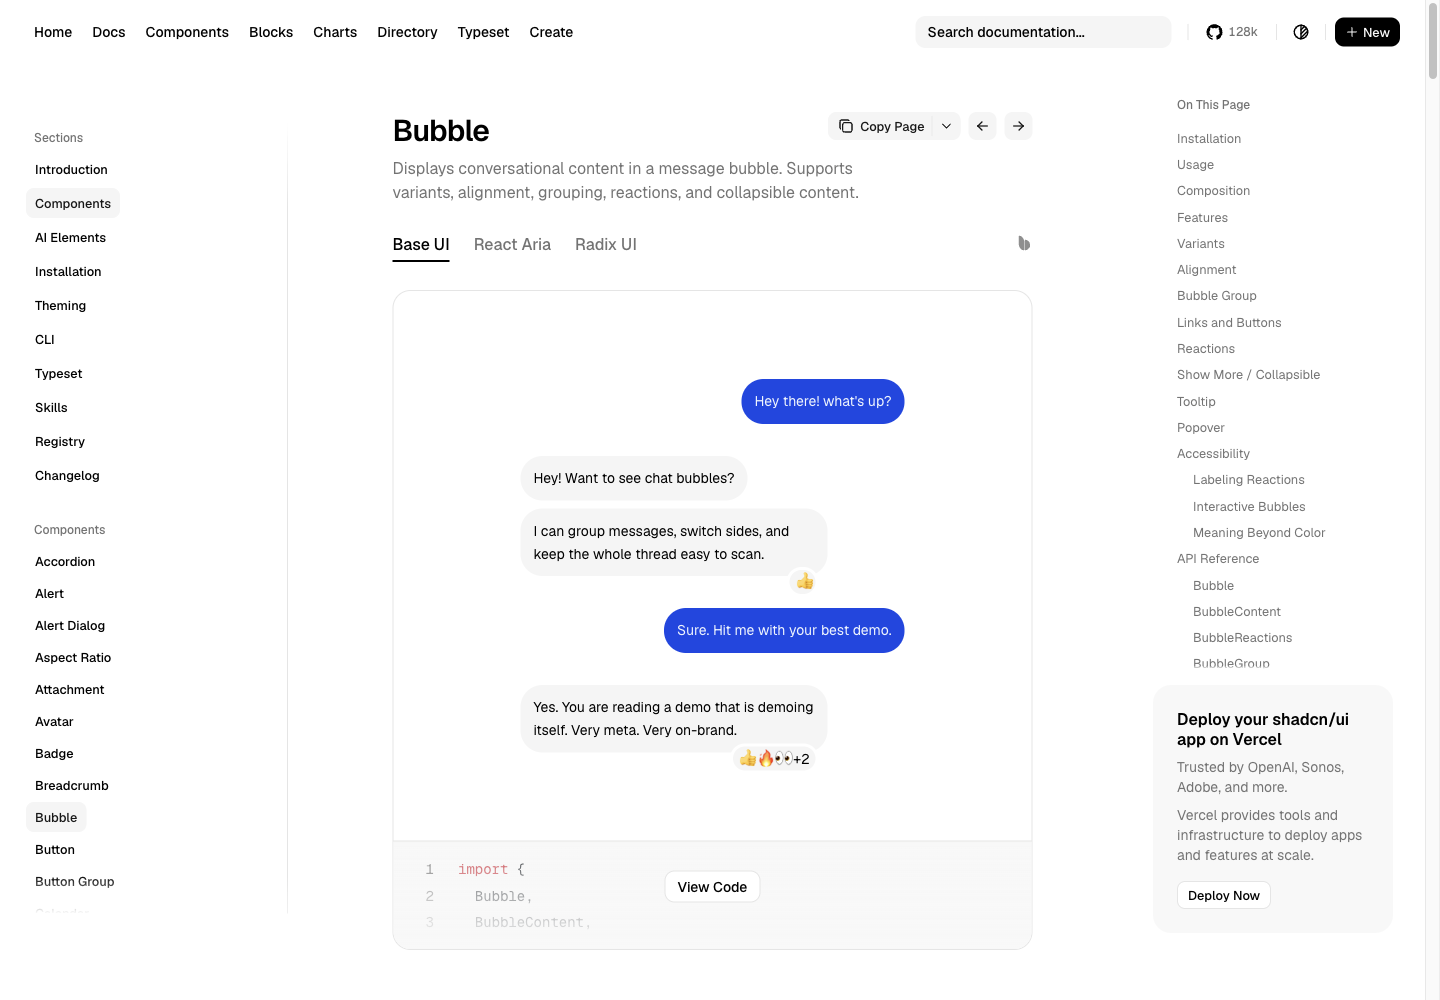 Home Docs Components Blocks Charts Directory Typeset Create
Search documentation...
128k
New
Sections
Introduction
Components
AI Elements
Installation
Theming
CLI
Typeset
Skills
Registry
Changelog
Components
Accordion
Alert
Alert Dialog
Aspect Ratio
Attachment
Avatar
Badge
Breadcrumb
Bubble
Button
Button Group
Calendar
Bubble
Copy Page
Displays conversational content in a message bubble. Supports
variants, alignment, grouping, reactions, and collapsible content.
Base UI React Aria Radix UI
Hey there! what's up?
Hey! Want to see chat bubbles?
I can group messages, switch sides, and
keep the whole thread easy to scan.
👍
Sure. Hit me with your best demo.
Yes. You are reading a demo that is demoing
itself. Very meta. Very on-brand.
👍🔥👀+2
1 import {
2 Bubble,
3 BubbleContent,
View Code
On This Page
Installation
Usage
Composition
Features
Variants
Alignment
Bubble Group
Links and Buttons
Reactions
Show More / Collapsible
Tooltip
Popover
Accessibility
Labeling Reactions
Interactive Bubbles
Meaning Beyond Color
API Reference
Bubble
BubbleContent
BubbleReactions
BubbleGroup
Deploy your shadcn/ui
app on Vercel
Trusted by OpenAI, Sonos,
Adobe, and more.
Vercel provides tools and
infrastructure to deploy apps
and features at scale.
Deploy Now